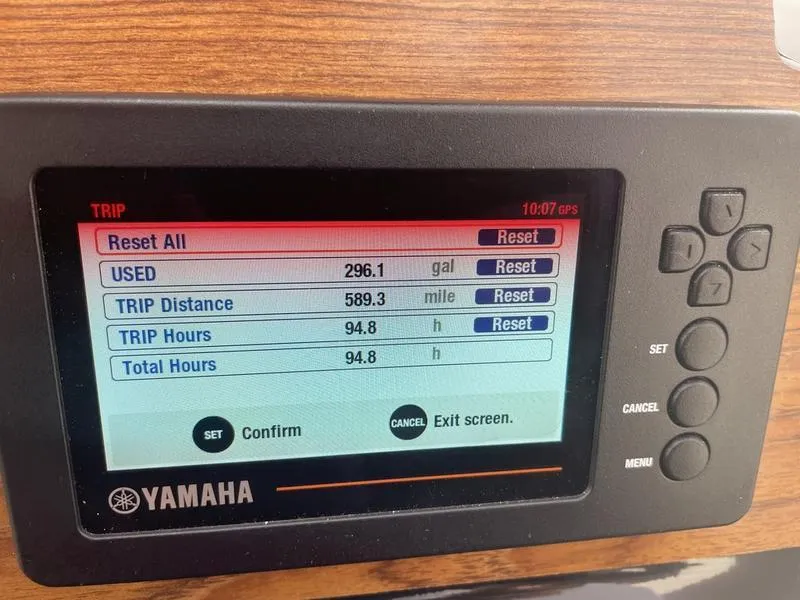 TRIP 10:07 GPS
Reset All Reset
USED 296.1 gal Reset
TRIP Distance 589.3 mile Reset
TRIP Hours 94.8 h Reset
Total Hours 94.8 h
SET Confirm CANCEL Exit screen.
YAMAHA
SET
CANCEL
MENU